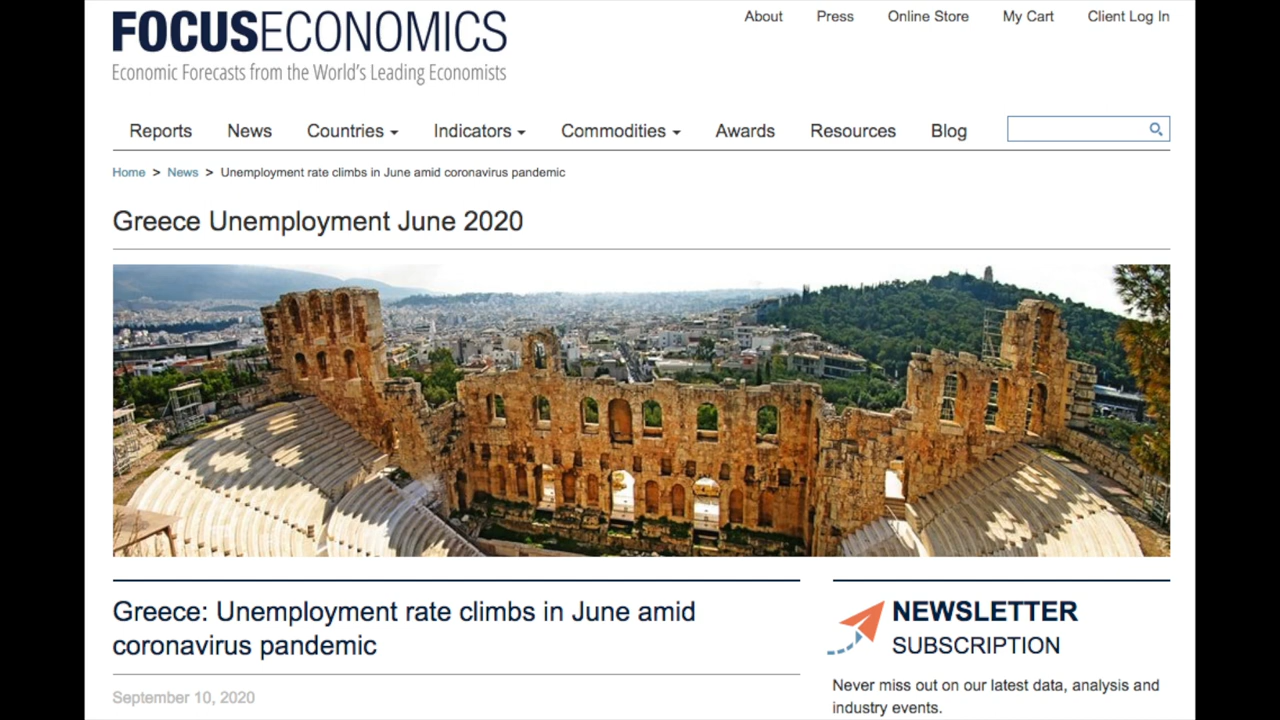 FOCUSECONOMICS
Economic Forecasts from the World's Leading Economists
About Press Online Store My Cart Client Log In
Reports News Countries Indicators Commodities Awards Resources Blog
Home > News > Unemployment rate climbs in June amid coronavirus pandemic
Greece Unemployment June 2020
Greece: Unemployment rate climbs in June amid
coronavirus pandemic
September 10, 2020
NEWSLETTER
SUBSCRIPTION
Never miss out on our latest data, analysis and
industry events.